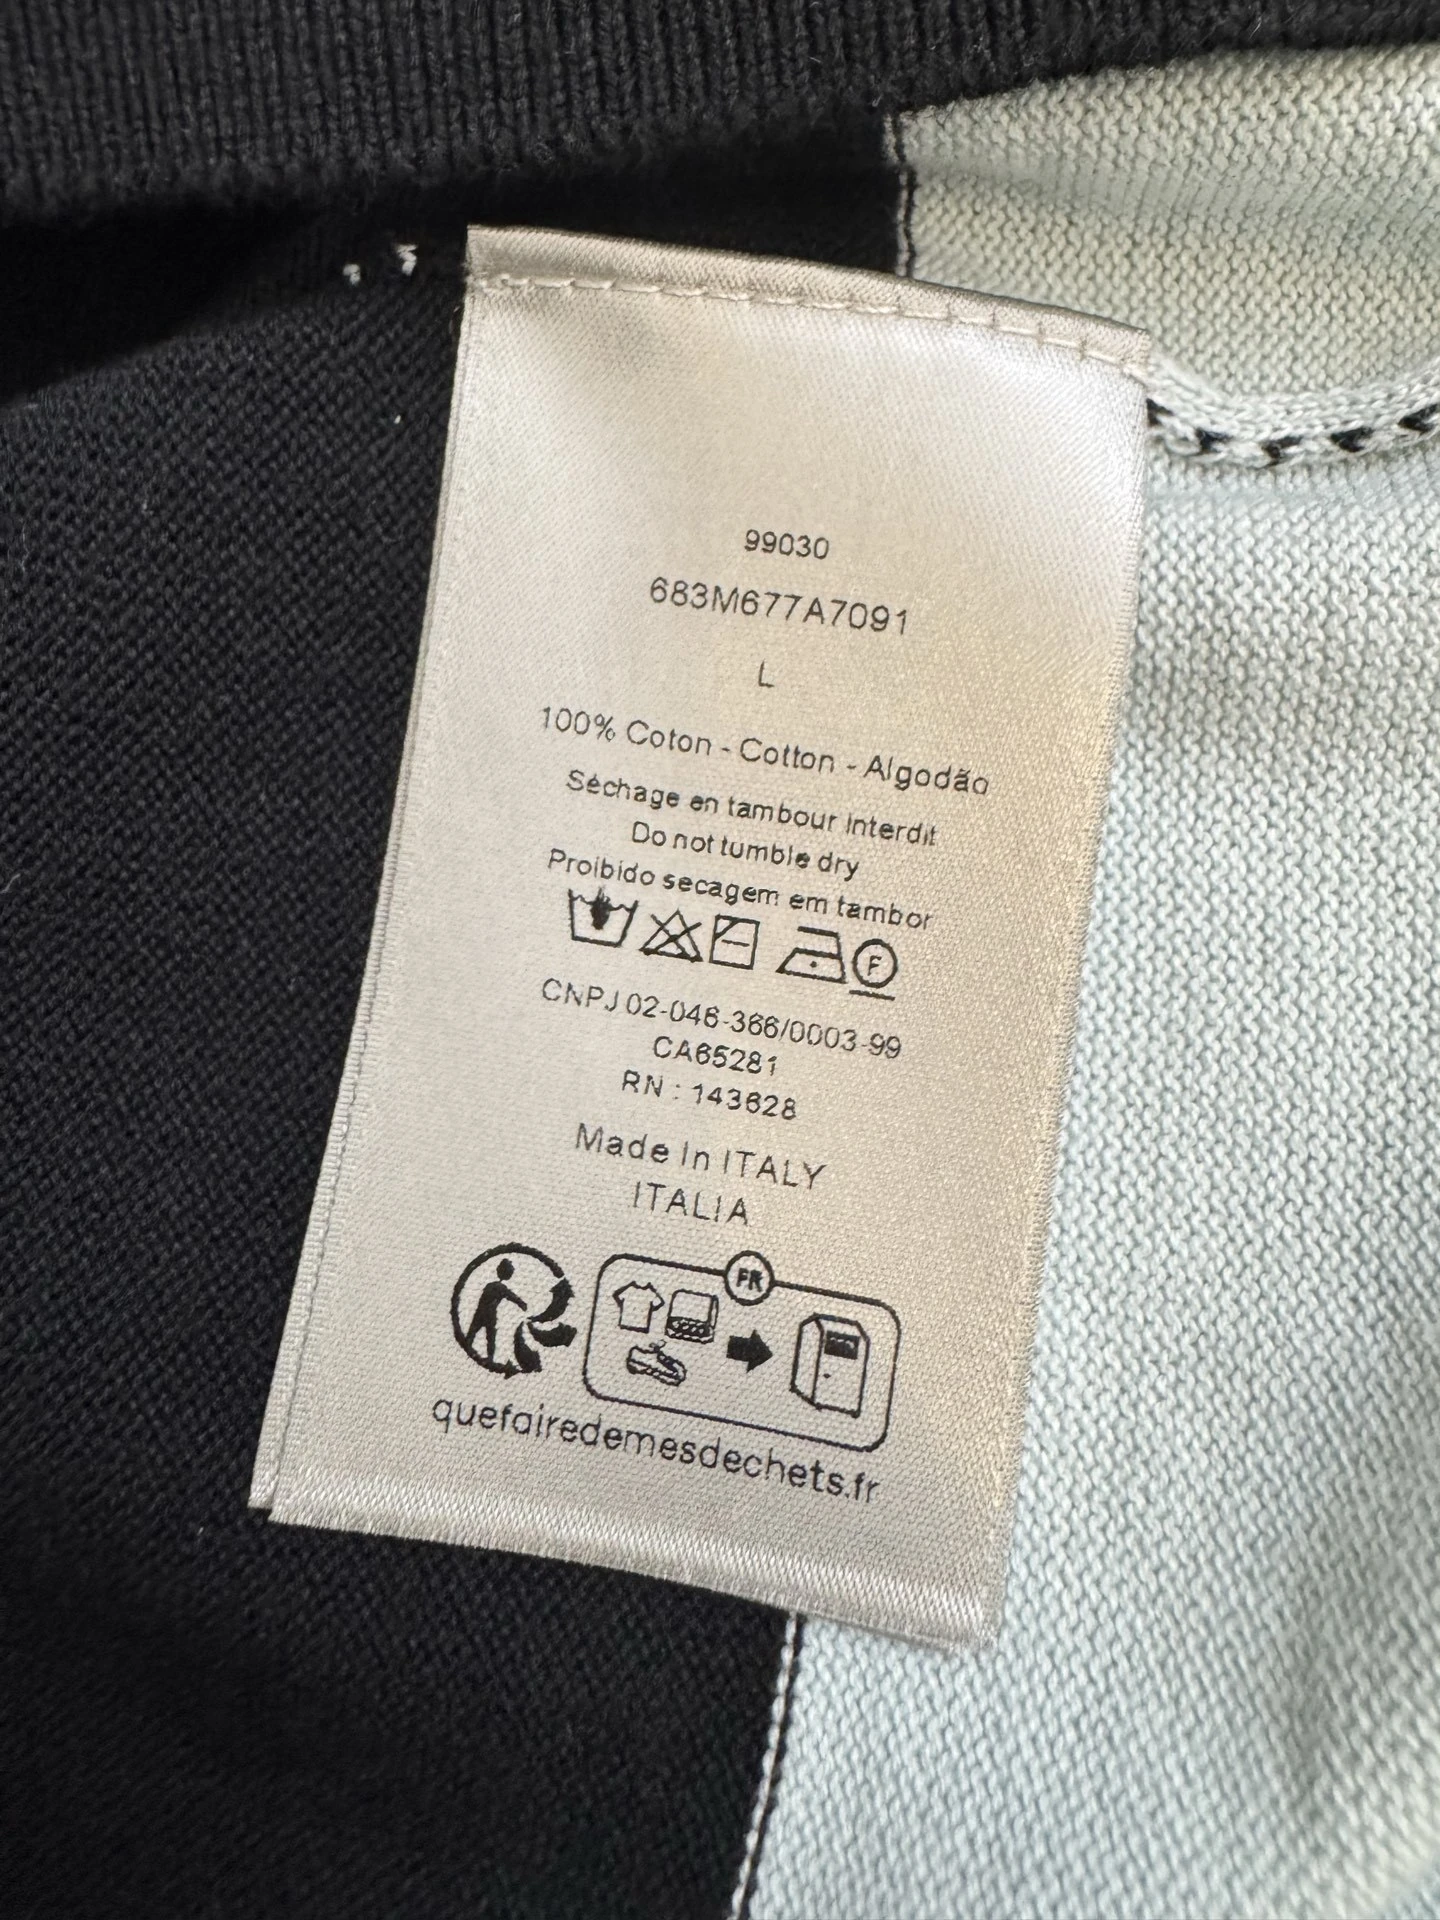 99030
683M677A7091
L
100% Coton - Cotton - Algodão
Séchage en tambour interdit
Do not tumble dry
Proibido secagem em tambor
F
CNPJ 02-046-366/0003-99
CA65281
RN : 143628
Made In ITALY
ITALIA
FR
quefairedemesdechets.fr